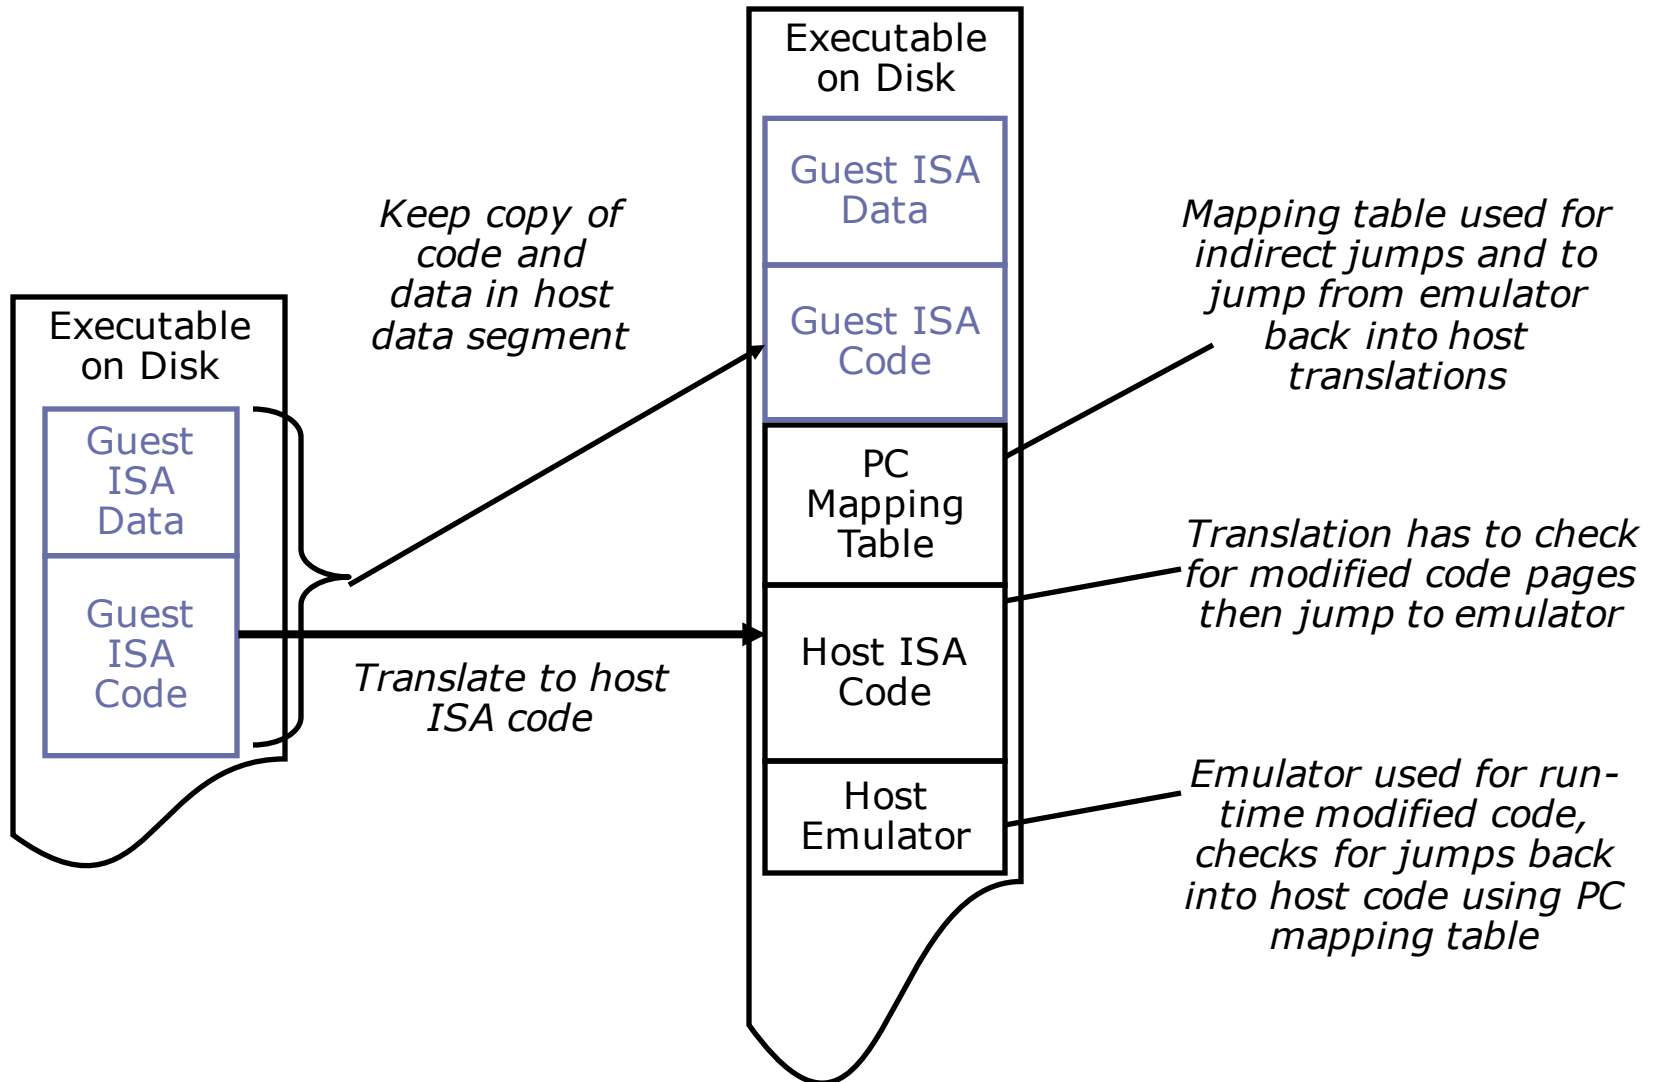 Executable
on Disk
Guest
ISA
Data
Guest
ISA
Code
Keep copy of
code and
data in host
data segment
Translate to host
ISA code
Executable
on Disk
Guest ISA
Data
Guest ISA
Code
PC
Mapping
Table
Host ISA
Code
Host
Emulator
Mapping table used for
indirect jumps and to
jump from emulator
back into host
translations
Translation has to check
for modified code pages
then jump to emulator
Emulator used for run-
time modified code,
checks for jumps back
into host code using PC
mapping table